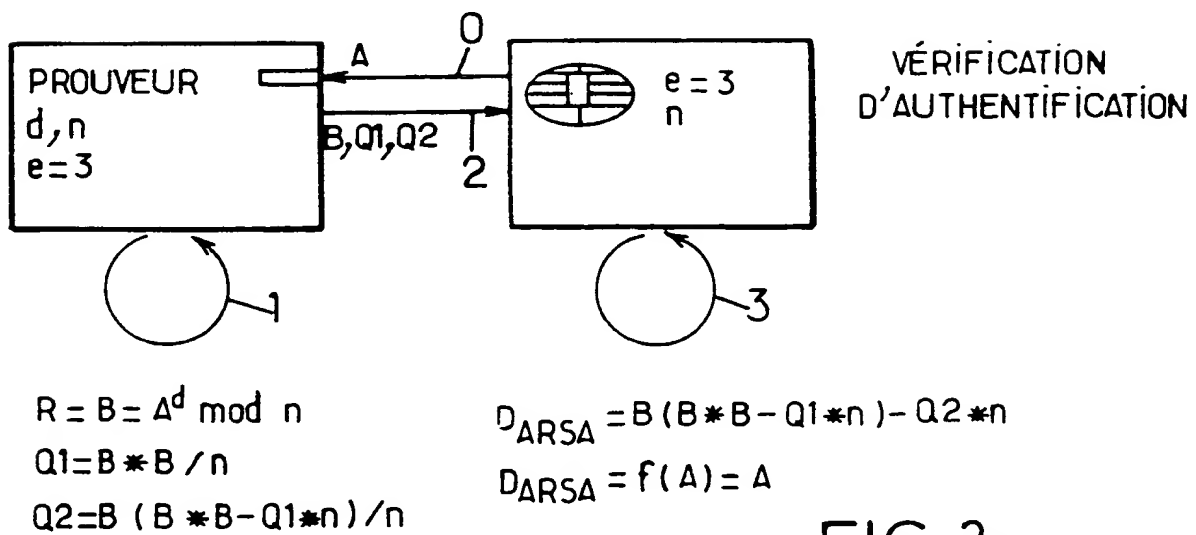 PROUVEUR
d,n
e=3
A
0
B,Q1,Q2
2
e=3
n
VÉRIFICATION
D'AUTHENTIFICATION
1
3
R = B = A^d mod n
Q1=B*B/n
Q2=B (B*B-Q1*n)/n
D_ARSA = B(B*B-Q1*n)-Q2*n
D_ARSA = f(A) = A